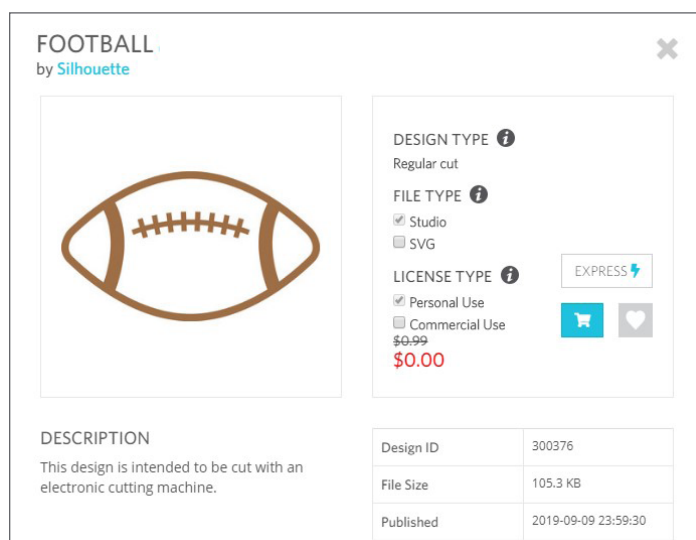 FOOTBALL
by Silhouette
DESIGN TYPE
Regular cut
FILE TYPE
Studio
SVG
LICENSE TYPE
Personal Use
Commercial Use
$0.99
$0.00
EXPRESS
DESCRIPTION
This design is intended to be cut with an
electronic cutting machine.
Design ID 300376
File Size 105.3 KB
Published 2019-09-09 23:59:30